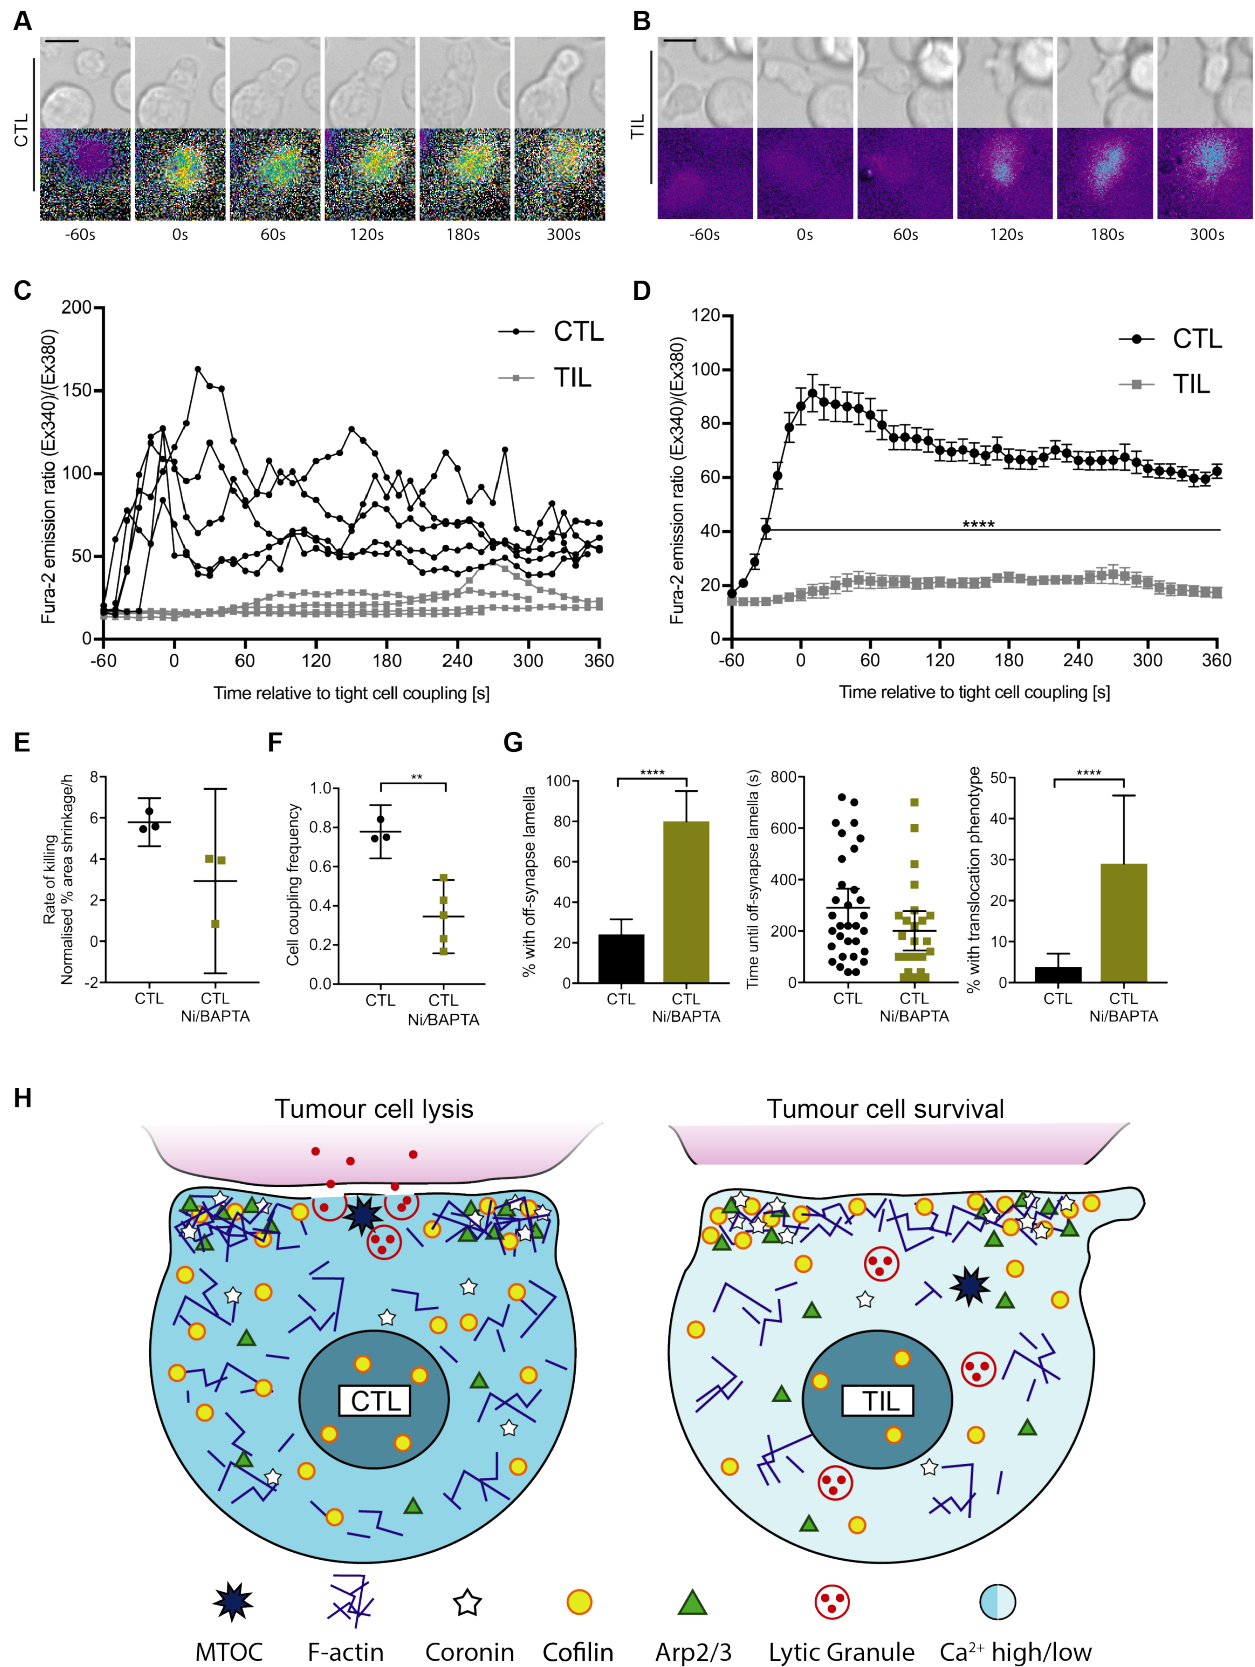 A
CTL
-60s 0s 60s 120s 180s 300s
B
TIL
-60s 0s 60s 120s 180s 300s
C
Fura-2 emission ratio (Ex340)/(Ex380)
200
150
100
50
0
-60 0 60 120 180 240 300 360
Time relative to tight cell coupling [s]
CTL
TIL
D
Fura-2 emission ratio (Ex340)/(Ex380)
120
100
80
60
40
20
0
-60 0 60 120 180 240 300 360
Time relative to tight cell coupling [s]
CTL
TIL
****
E
Rate of killing
Normalised % area shrinkage/h
8
6
4
2
0
-2
CTL CTL
Ni/BAPTA
F
Cell coupling frequency
1.0
0.8
0.6
0.4
0.2
0.0
**
CTL CTL
Ni/BAPTA
G
% with off-synapse lamella
100
80
60
40
20
0
****
CTL CTL
Ni/BAPTA
Time until off-synapse lamella (s)
800
600
400
200
0
CTL CTL
Ni/BAPTA
% with translocation phenotype
50
40
30
20
10
0
****
CTL CTL
Ni/BAPTA
H
Tumour cell lysis
Tumour cell survival
CTL
TIL
MTOC F-actin Coronin Cofilin Arp2/3 Lytic Granule Ca²⁺ high/low